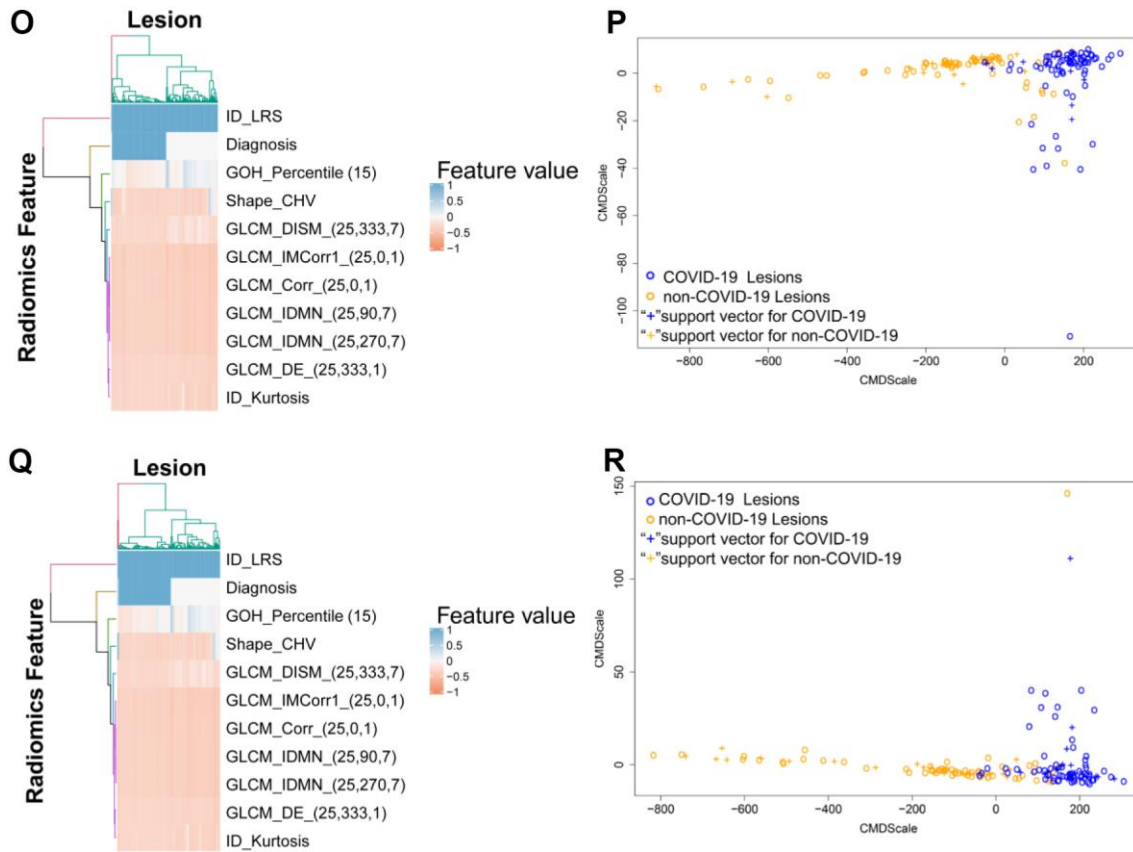 O
Lesion
Radiomics Feature
ID_LRS
Diagnosis
GOH_Percentile (15)
Shape_CHV
GLCM_DISM_(25,333,7)
GLCM_IMCorr1_(25,0,1)
GLCM_Corr_(25,0,1)
GLCM_IDMN_(25,90,7)
GLCM_IDMN_(25,270,7)
GLCM_DE_(25,333,1)
ID_Kurtosis
Feature value
1
0.5
0
−0.5
−1
P
CMDScale
0
−20
−40
−60
−80
−100
COVID-19 Lesions
non-COVID-19 Lesions
“+”support vector for COVID-19
“+”support vector for non-COVID-19
−800
−600
−400
−200
0
200
CMDScale
Q
Lesion
Radiomics Feature
ID_LRS
Diagnosis
GOH_Percentile (15)
Shape_CHV
GLCM_DISM_(25,333,7)
GLCM_IMCorr1_(25,0,1)
GLCM_Corr_(25,0,1)
GLCM_IDMN_(25,90,7)
GLCM_IDMN_(25,270,7)
GLCM_DE_(25,333,1)
ID_Kurtosis
Feature value
1
0.5
0
−0.5
−1
R
CMDScale
150
100
50
0
COVID-19 Lesions
non-COVID-19 Lesions
“+”support vector for COVID-19
“+”support vector for non-COVID-19
−800
−600
−400
−200
0
200
CMDScale